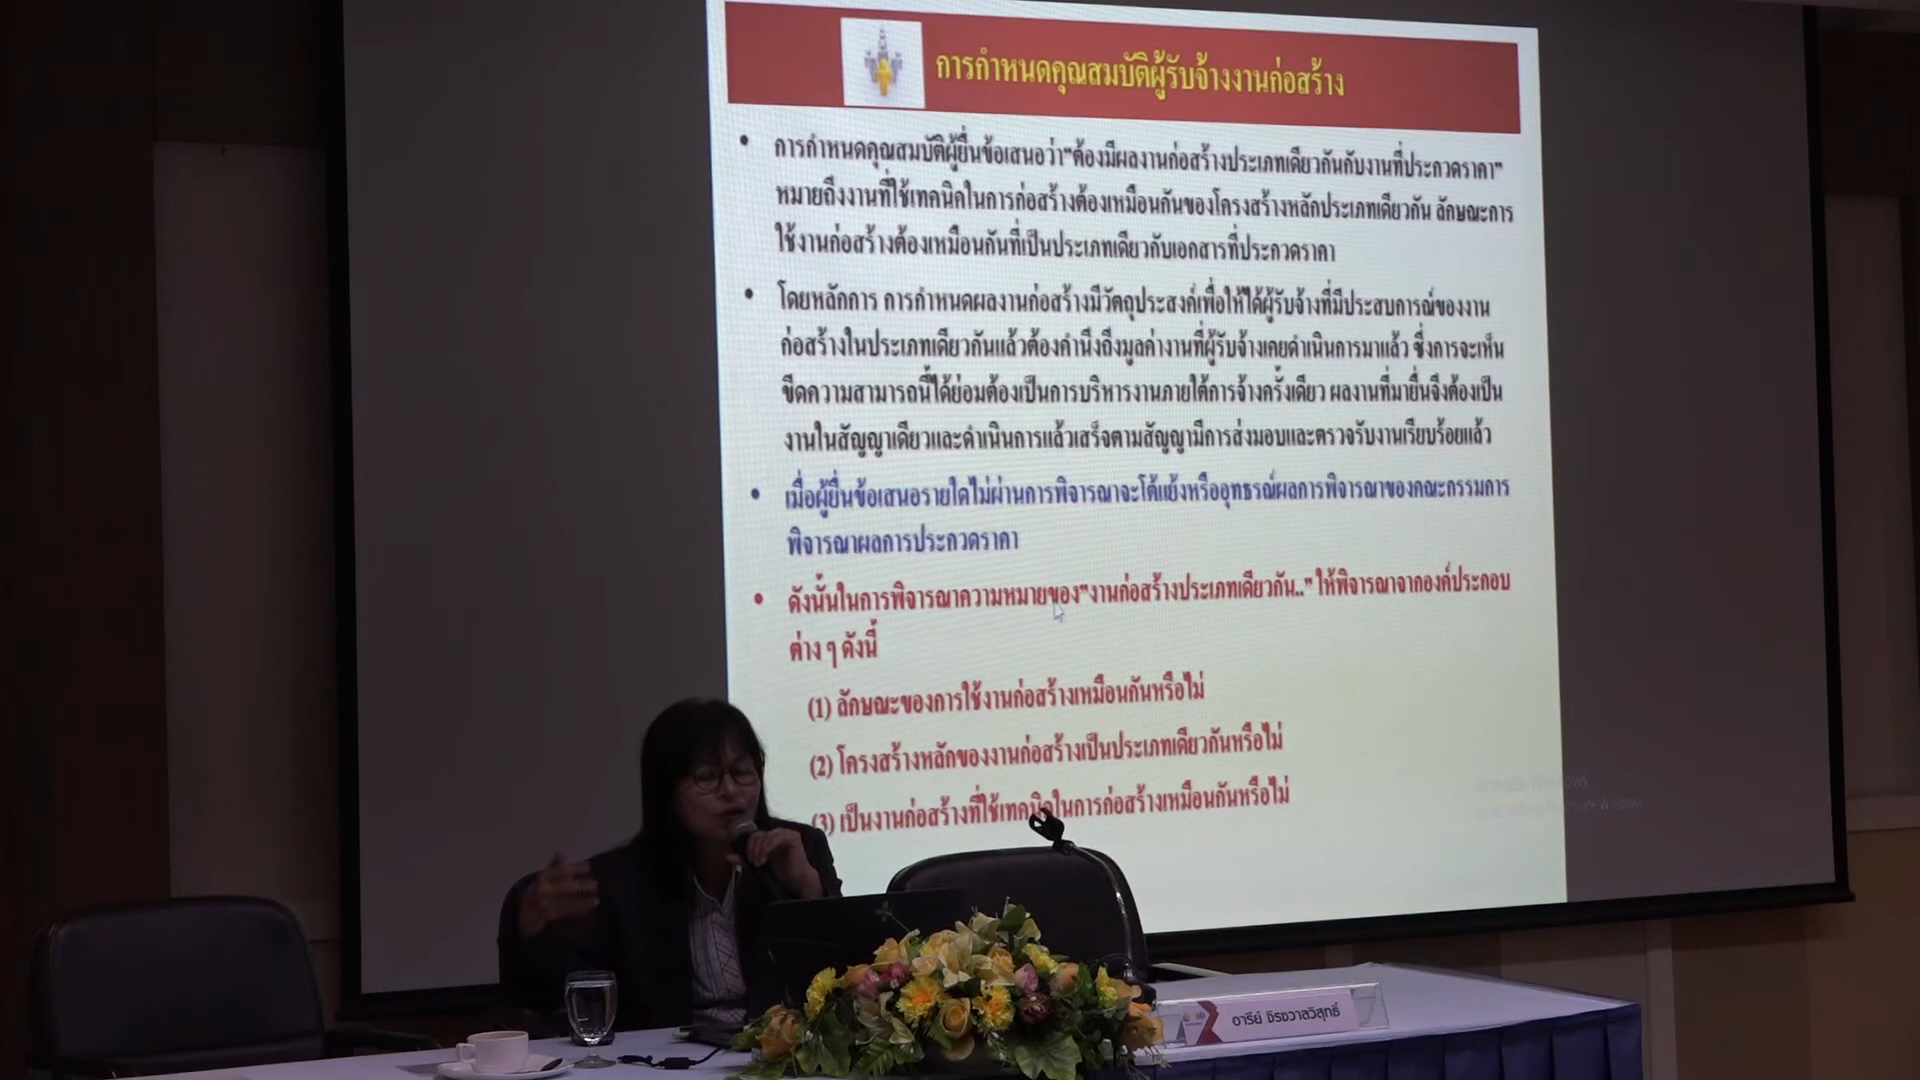 การกำหนดคุณสมบัติผู้รับจ้างงานก่อสร้าง
• การกำหนดคุณสมบัติผู้ยื่นข้อเสนอว่า"ต้องมีผลงานก่อสร้างประเภทเดียวกันกับงานที่ประกวดราคา"
หมายถึงงานที่ใช้เทคนิคในการก่อสร้างต้องเหมือนกันของโครงสร้างหลักประเภทเดียวกัน ลักษณะการ
ใช้งานก่อสร้างต้องเหมือนกันที่เป็นประเภทเดียวกับเอกสารที่ประกวดราคา
• โดยหลักการ การกำหนดผลงานก่อสร้างมีวัตถุประสงค์เพื่อให้ได้ผู้รับจ้างที่มีประสบการณ์ของงาน
ก่อสร้างในประเภทเดียวกันแล้วต้องคำนึงถึงมูลค่างานที่ผู้รับจ้างเคยดำเนินการมาแล้ว ซึ่งการจะเห็น
ขีดความสามารถนี้ได้ย่อมต้องเป็นการบริหารงานภายใต้การจ้างครั้งเดียว ผลงานที่มายื่นจึงต้องเป็น
งานในสัญญาเดียวและดำเนินการแล้วเสร็จตามสัญญามีการส่งมอบและตรวจรับงานเรียบร้อยแล้ว
• เมื่อผู้ยื่นข้อเสนอรายใดไม่ผ่านการพิจารณาจะโต้แย้งหรืออุทธรณ์ผลการพิจารณาของคณะกรรมการ
พิจารณาผลการประกวดราคา
• ดังนั้นในการพิจารณาความหมายของ"งานก่อสร้างประเภทเดียวกัน.." ให้พิจารณาจากองค์ประกอบ
ต่าง ๆ ดังนี้
(1) ลักษณะของการใช้งานก่อสร้างเหมือนกันหรือไม่
(2) โครงสร้างหลักของงานก่อสร้างเป็นประเภทเดียวกันหรือไม่
(3) เป็นงานก่อสร้างที่ใช้เทคนิคในการก่อสร้างเหมือนกันหรือไม่
Activate Windows
อารีย์ จิรชวาลวิสุทธิ์